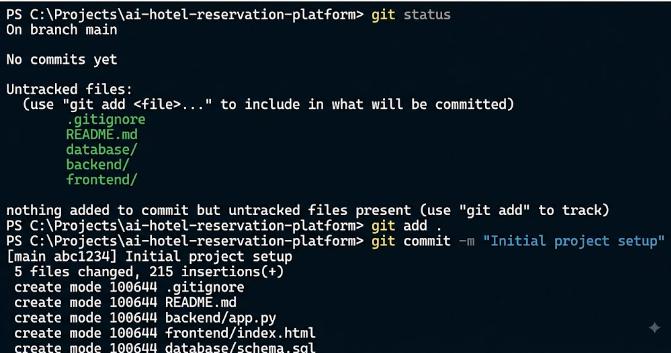 PS C:\Projects\ai-hotel-reservation-platform> git status
On branch main
No commits yet
Untracked files:
(use "git add <file>..." to include in what will be committed)
.gitignore
README.md
database/
backend/
frontend/
nothing added to commit but untracked files present (use "git add" to track)
PS C:\Projects\ai-hotel-reservation-platform> git add .
PS C:\Projects\ai-hotel-reservation-platform> git commit -m "Initial project setup"
[main abc1234] Initial project setup
5 files changed, 215 insertions(+)
create mode 100644 .gitignore
create mode 100644 README.md
create mode 100644 backend/app.py
create mode 100644 frontend/index.html
create mode 100644 database/schema.sql